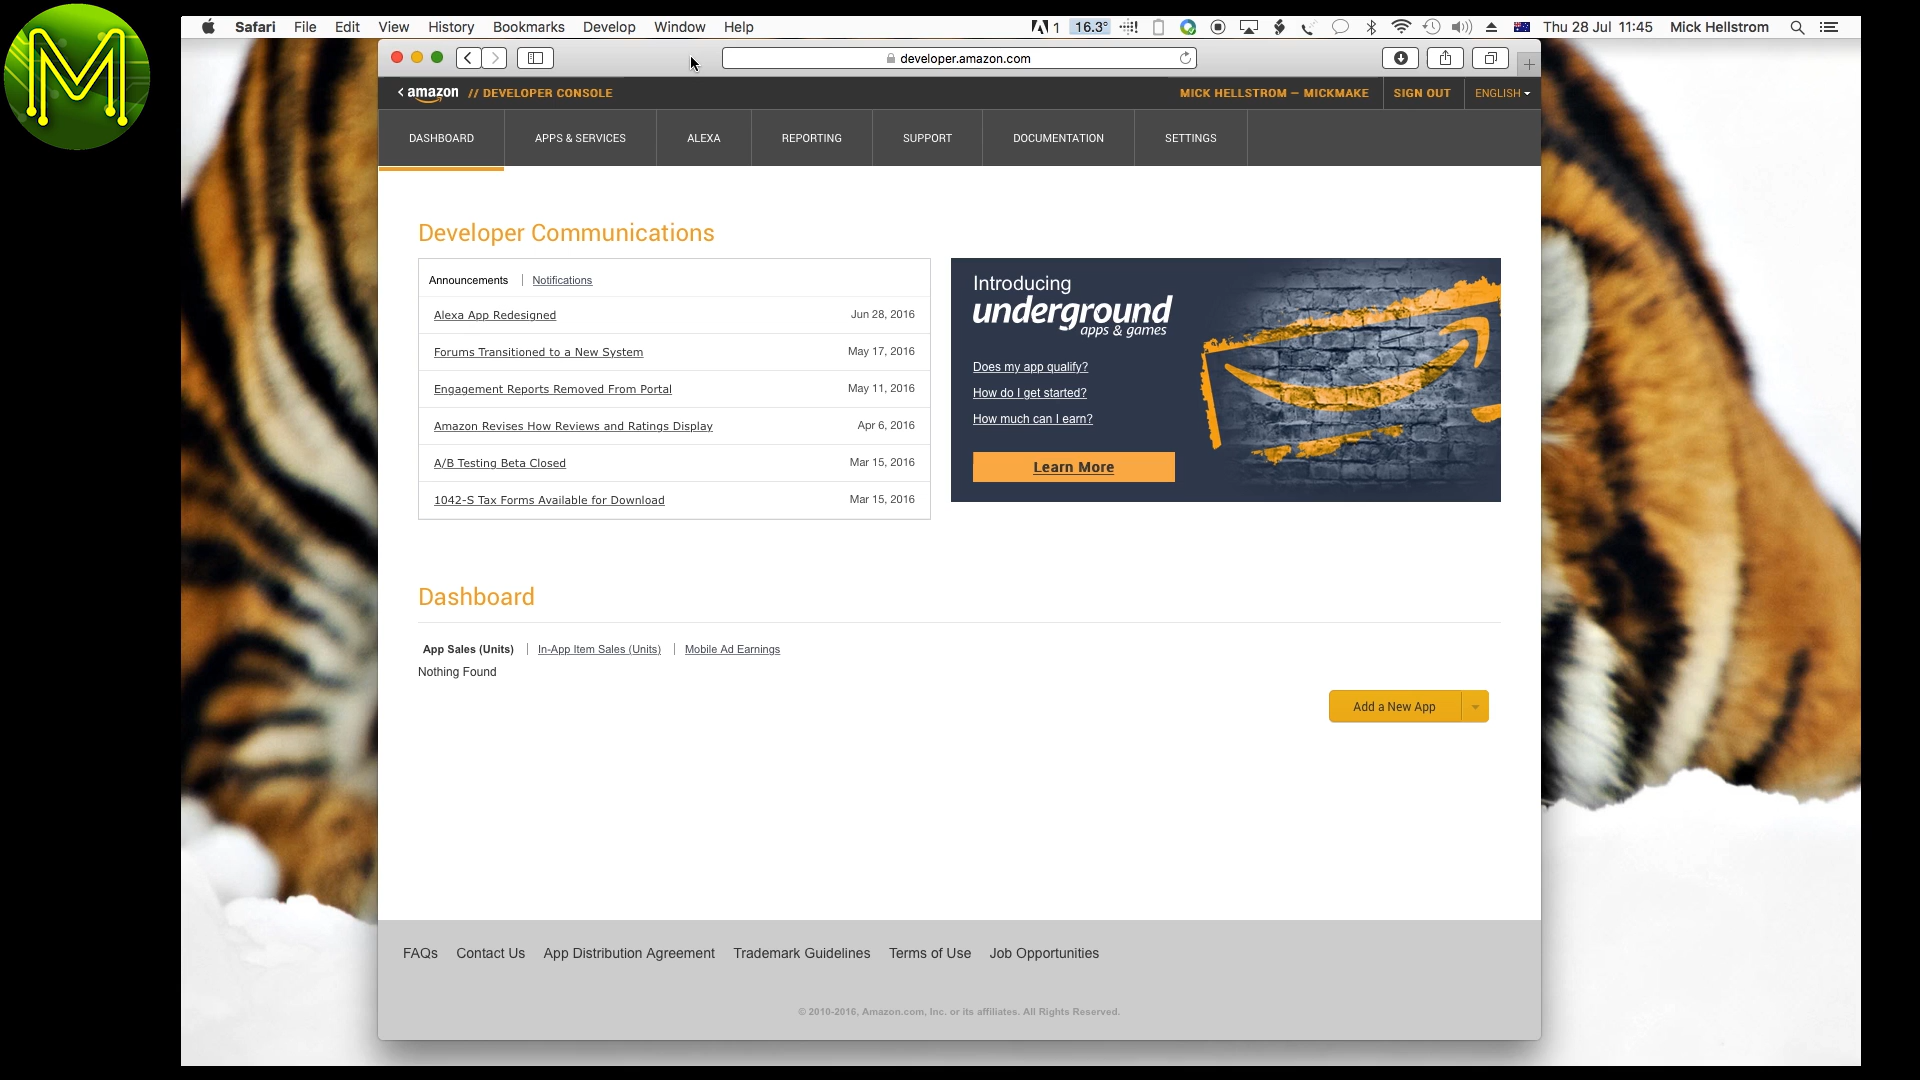 Safari File Edit View History Bookmarks Develop Window Help 1 16.3° Thu 28 Jul 11:45 Mick Hellstrom
M
developer.amazon.com
amazon // DEVELOPER CONSOLE MICK HELLSTROM — MICKMAKE SIGN OUT ENGLISH
DASHBOARD APPS & SERVICES ALEXA REPORTING SUPPORT DOCUMENTATION SETTINGS
Developer Communications
Announcements Notifications
Alexa App Redesigned Jun 28, 2016
Forums Transitioned to a New System May 17, 2016
Engagement Reports Removed From Portal May 11, 2016
Amazon Revises How Reviews and Ratings Display Apr 6, 2016
A/B Testing Beta Closed Mar 15, 2016
1042-S Tax Forms Available for Download Mar 15, 2016
Introducing
underground
apps & games
Does my app qualify?
How do I get started?
How much can I earn?
Learn More
Dashboard
App Sales (Units) In-App Item Sales (Units) Mobile Ad Earnings
Nothing Found
Add a New App
FAQs Contact Us App Distribution Agreement Trademark Guidelines Terms of Use Job Opportunities
© 2010-2016, Amazon.com, Inc. or its affiliates. All Rights Reserved.